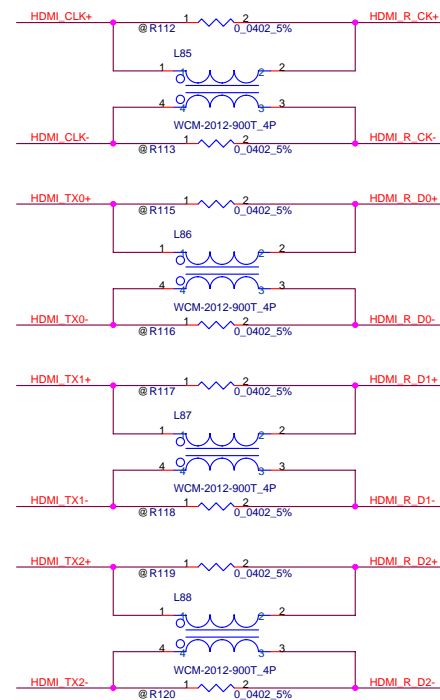 HDMI_CLK+ HDMI_R_CK+
1 2
@R112 0_0402_5%
L85
1 1 2 2
4 4 3 3
WCM-2012-900T_4P
HDMI_CLK- 1 2 HDMI_R_CK-
@R113 0_0402_5%
HDMI_TX0+ HDMI_R_D0+
1 2
@R115 0_0402_5%
L86
1 1 2 2
4 4 3 3
WCM-2012-900T_4P
HDMI_TX0- 1 2 HDMI_R_D0-
@R116 0_0402_5%
HDMI_TX1+ HDMI_R_D1+
1 2
@R117 0_0402_5%
L87
1 1 2 2
4 4 3 3
WCM-2012-900T_4P
HDMI_TX1- 1 2 HDMI_R_D1-
@R118 0_0402_5%
HDMI_TX2+ HDMI_R_D2+
1 2
@R119 0_0402_5%
L88
1 1 2 2
4 4 3 3
WCM-2012-900T_4P
HDMI_TX2- 1 2 HDMI_R_D2-
@R120 0_0402_5%